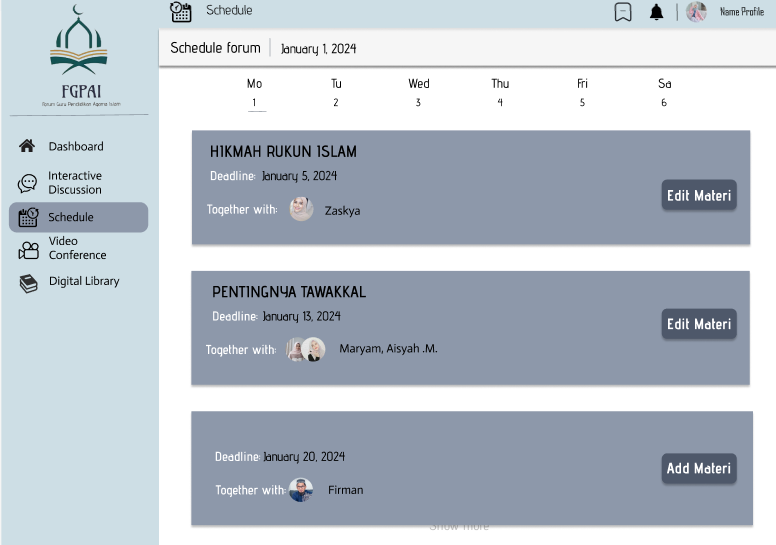 Schedule
Name Profile
FGPAI
Forum Guru Pendidikan Agama Islam
Schedule forum
January 1, 2024
Mo Tu Wed Thu Fri Sa
1 2 3 4 5 6
Dashboard
Interactive
Discussion
Schedule
Video
Conference
Digital Library
HIKMAH RUKUN ISLAM
Deadline: January 5, 2024
Together with: Zaskya
Edit Materi
PENTINGNYA TAWAKKAL
Deadline: January 13, 2024
Together with: Maryam, Aisyah .M.
Edit Materi
Deadline: January 20, 2024
Together with: Firman
Add Materi
Show more